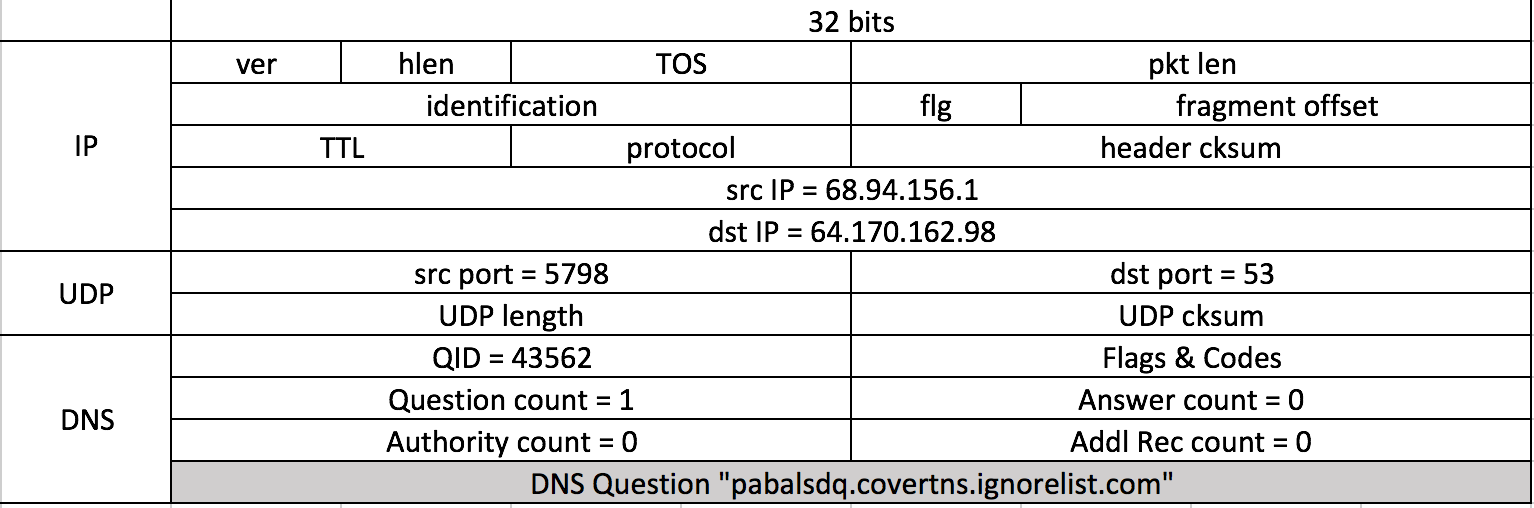 32 bits
ver hlen TOS pkt len
identification flg fragment offset
IP TTL protocol header cksum
src IP = 68.94.156.1
dst IP = 64.170.162.98
UDP src port = 5798 dst port = 53
UDP length UDP cksum
DNS QID = 43562 Flags & Codes
Question count = 1 Answer count = 0
Authority count = 0 Addl Rec count = 0
DNS Question "pabalsdq.covertns.ignorelist.com"